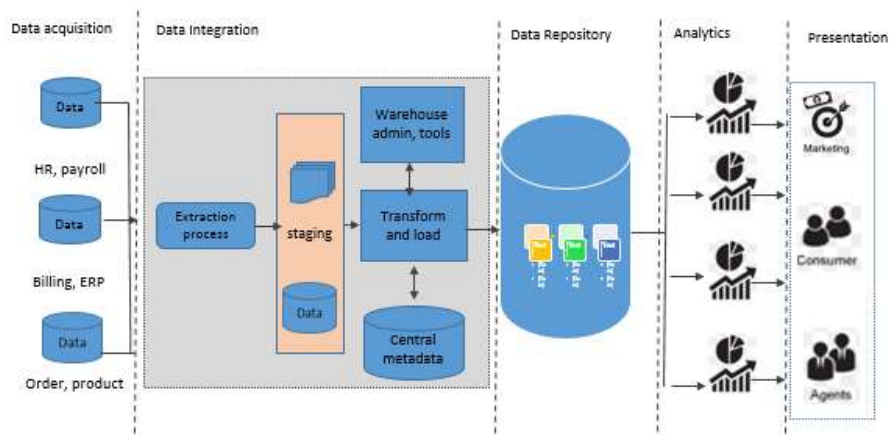 Data acquisition
Data Integration
Data Repository
Analytics
Presentation
Data
HR, payroll
Data
Billing, ERP
Data
Order, product
Extraction
process
staging
Data
Warehouse
admin, tools
Transform
and load
Central
metadata
Marketing
Consumer
Agents